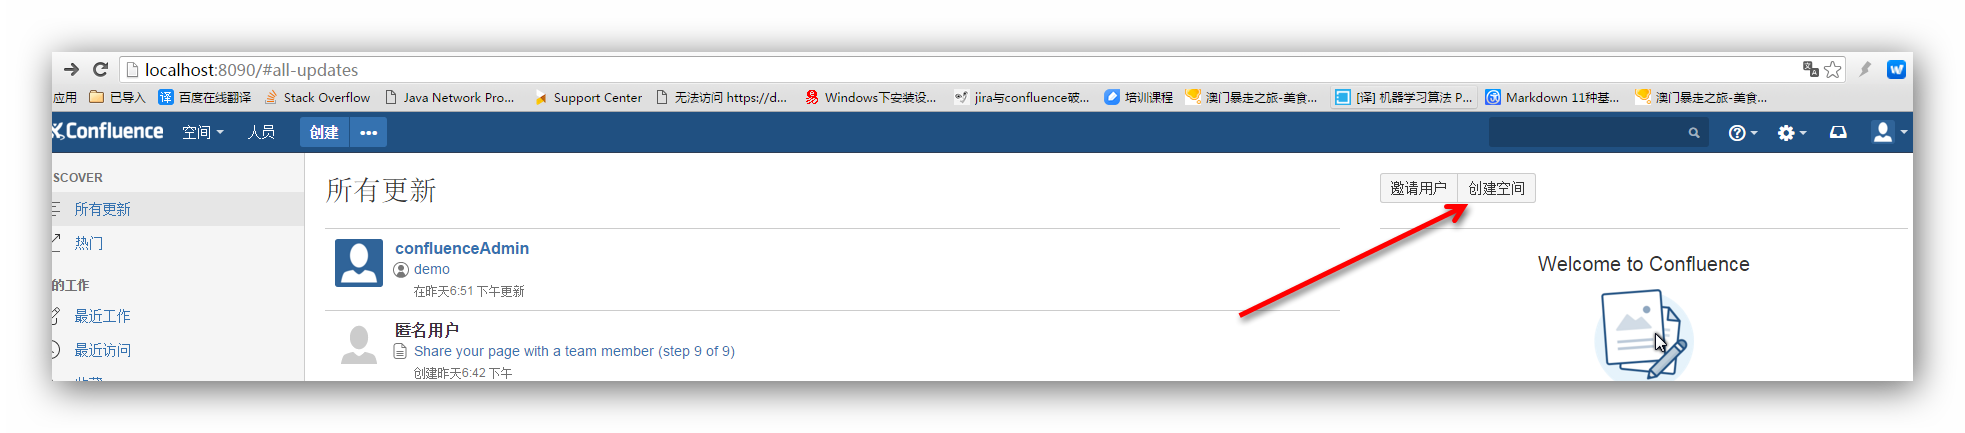 localhost:8090/#all-updates
应用 已导入 百度在线翻译 Stack Overflow Java Network Pro... Support Center 无法访问 https://d... Windows下安装设... jira与confluence破... 培训课程 澳门暴走之旅-美食... [译] 机器学习算法 P... Markdown 11种基... 澳门暴走之旅-美食...
Confluence 空间 人员 创建 •••
SCOVER
所有更新
热门
的工作
最近工作
最近访问
所有更新
confluenceAdmin
demo
在昨天6:51 下午更新
匿名用户
Share your page with a team member (step 9 of 9)
创建昨天6:42 下午
邀请用户 创建空间
Welcome to Confluence